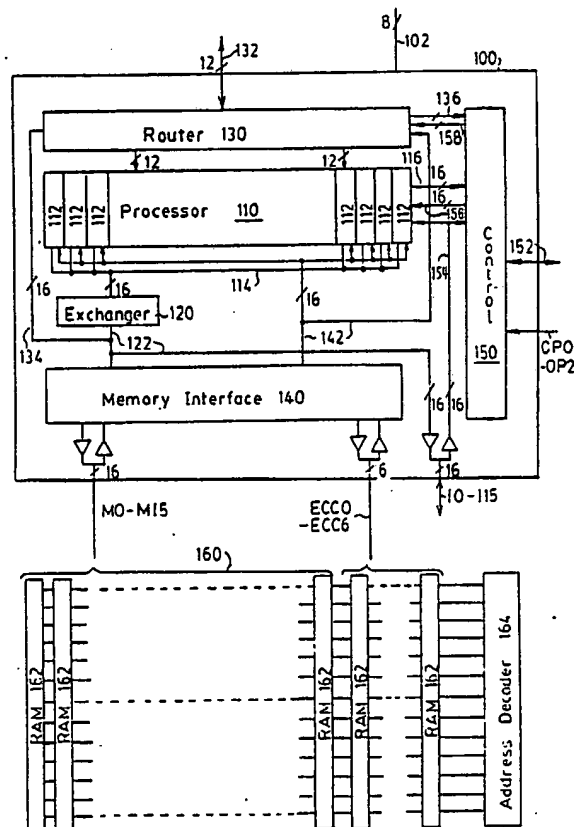 8
102
12
132
100
136
Router 130
158
12
12
116
16
112
112
112
Processor 110
112
112
112
112
16
156
Control
150
152
154
114
16
16
16
Exchanger 120
134
122
142
CPO
-OP2
Memory Interface 140
16
16
16
6
16
M0-M15
ECC0
-ECC6
I0-I15
160
RAM 162
RAM 162
RAM 162
RAM 162
RAM 162
Address Decoder 164